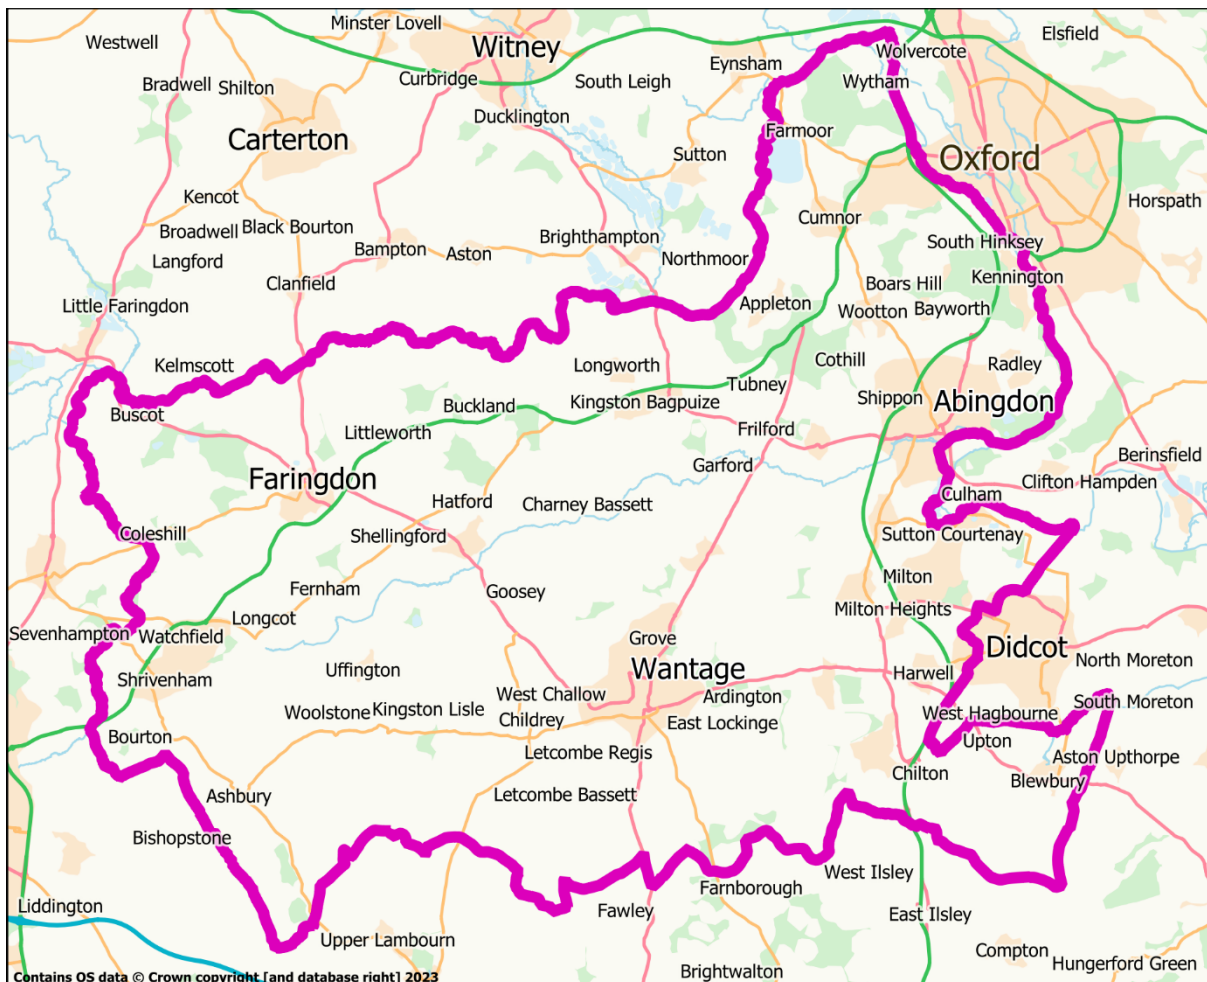 Minster Lovell
Westwell
Witney
Elsfield
Wolvercote
Eynsham
Curbridge
South Leigh
Bradwell
Shilton
Wytham
Ducklington
Carterton
Farmoor
Sutton
Oxford
Kencot
Horspath
Cumnor
Broadwell
Black Bourton
Brighthampton
South Hinksey
Bampton
Aston
Langford
Northmoor
Kennington
Clanfield
Boars Hill
Little Faringdon
Appleton
Wootton
Bayworth
Kelmscott
Longworth
Cothill
Radley
Tubney
Shippon
Kingston Bagpuize
Abingdon
Buckland
Buscot
Littleworth
Frilford
Berinsfield
Garford
Faringdon
Clifton Hampden
Hatford
Culham
Charney Bassett
Coleshill
Shellingford
Sutton Courtenay
Milton
Fernham
Goosey
Milton Heights
Longcot
Sevenhampton
Watchfield
Grove
Didcot
North Moreton
Uffington
Wantage
Harwell
Shrivenham
West Challow
Ardington
South Moreton
Woolstone
Kingston Lisle
Childrey
East Lockinge
West Hagbourne
Bourton
Upton
Letcombe Regis
Aston Upthorpe
Chilton
Blewbury
Ashbury
Letcombe Bassett
Bishopstone
West Ilsley
Farnborough
Liddington
Fawley
East Ilsley
Upper Lambourn
Compton
Hungerford Green
Brightwalton
Contains OS data © Crown copyright [and database right] 2023